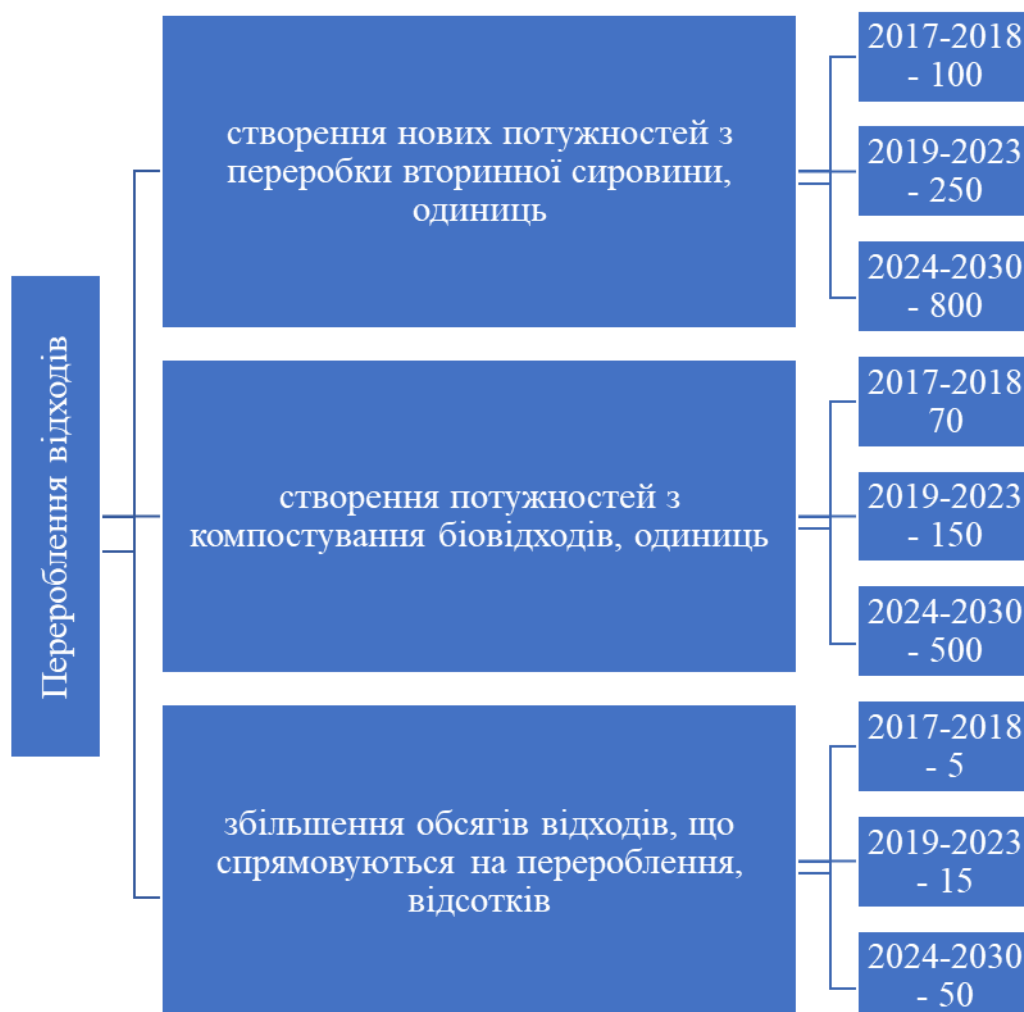 Перероблення відходів
створення нових потужностей з
переробки вторинної сировини,
одиниць
2017-2018
- 100
2019-2023
- 250
2024-2030
- 800
створення потужностей з
компостування біовідходів, одиниць
2017-2018
70
2019-2023
- 150
2024-2030
- 500
збільшення обсягів відходів, що
спрямовуються на перероблення,
відсотків
2017-2018
- 5
2019-2023
- 15
2024-2030
- 50